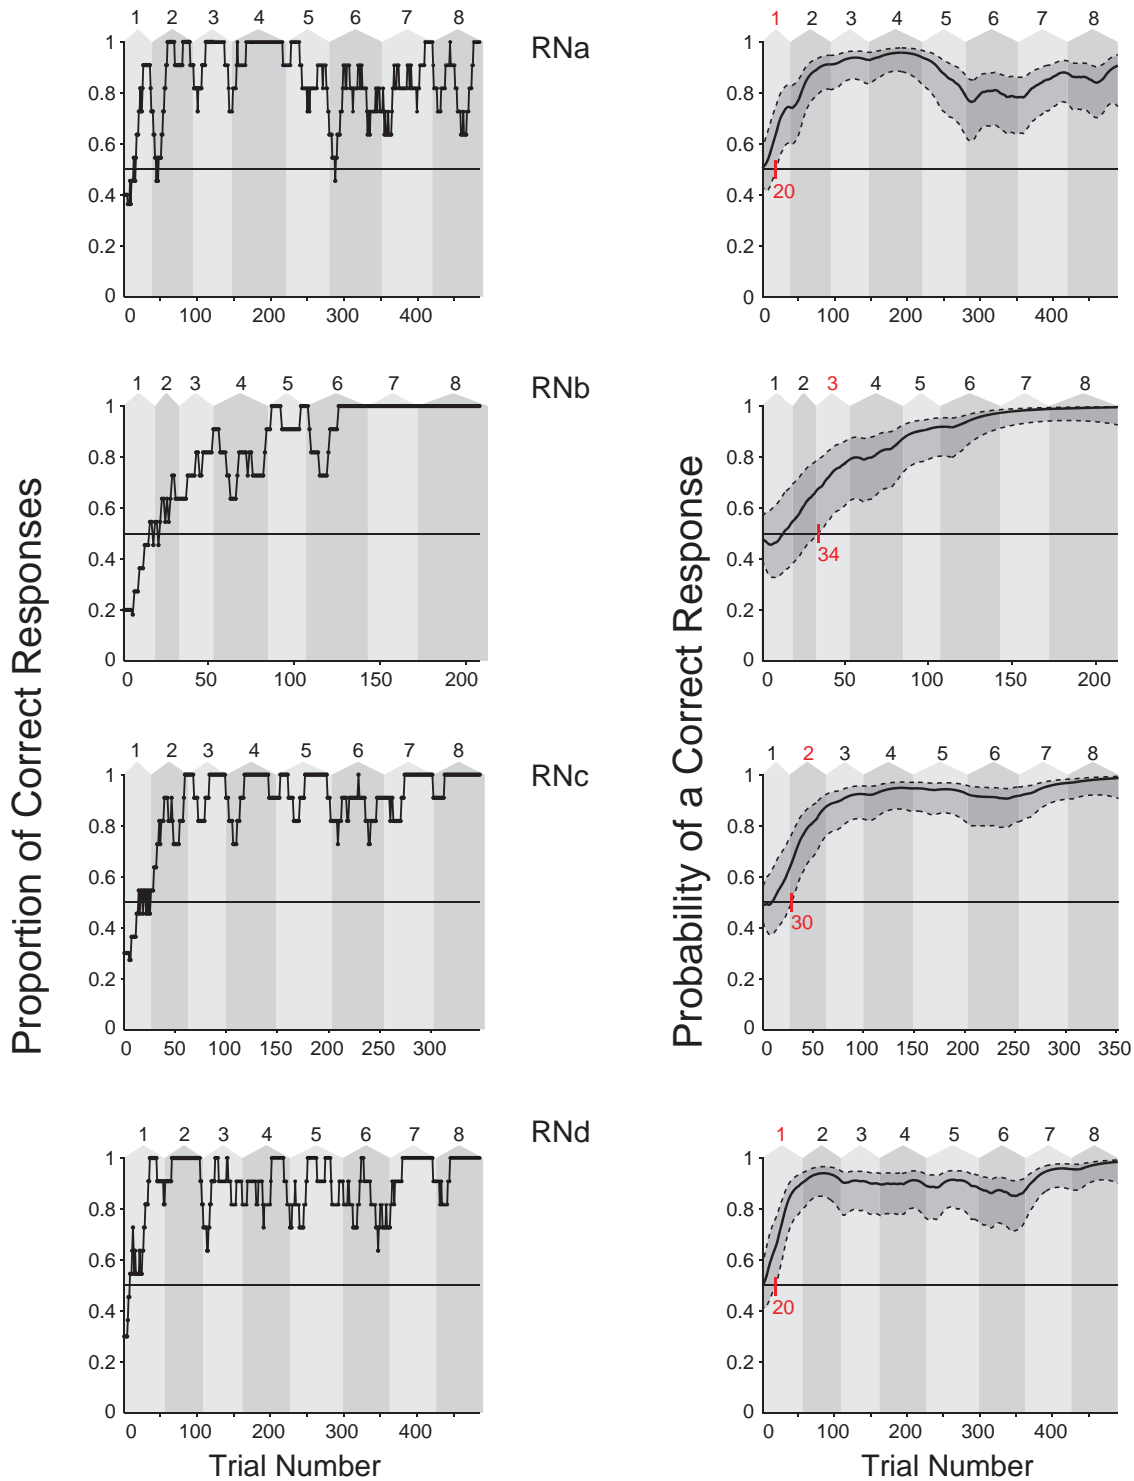 Proportion of Correct Responses
Probability of a Correct Response
RNa
1 2 3 4 5 6 7 8
1
0.8
0.6
0.4
0.2
0
0 100 200 300 400
1 2 3 4 5 6 7 8
1
0.8
0.6
0.4
0.2
0
20
0 100 200 300 400
RNb
1 2 3 4 5 6 7 8
1
0.8
0.6
0.4
0.2
0
0 50 100 150 200
1 2 3 4 5 6 7 8
1
0.8
0.6
0.4
0.2
0
34
0 50 100 150 200
RNc
1 2 3 4 5 6 7 8
1
0.8
0.6
0.4
0.2
0
0 50 100 150 200 250 300
1 2 3 4 5 6 7 8
1
0.8
0.6
0.4
0.2
0
30
0 50 100 150 200 250 300 350
RNd
1 2 3 4 5 6 7 8
1
0.8
0.6
0.4
0.2
0
0 100 200 300 400
Trial Number
1 2 3 4 5 6 7 8
1
0.8
0.6
0.4
0.2
0
20
0 100 200 300 400
Trial Number